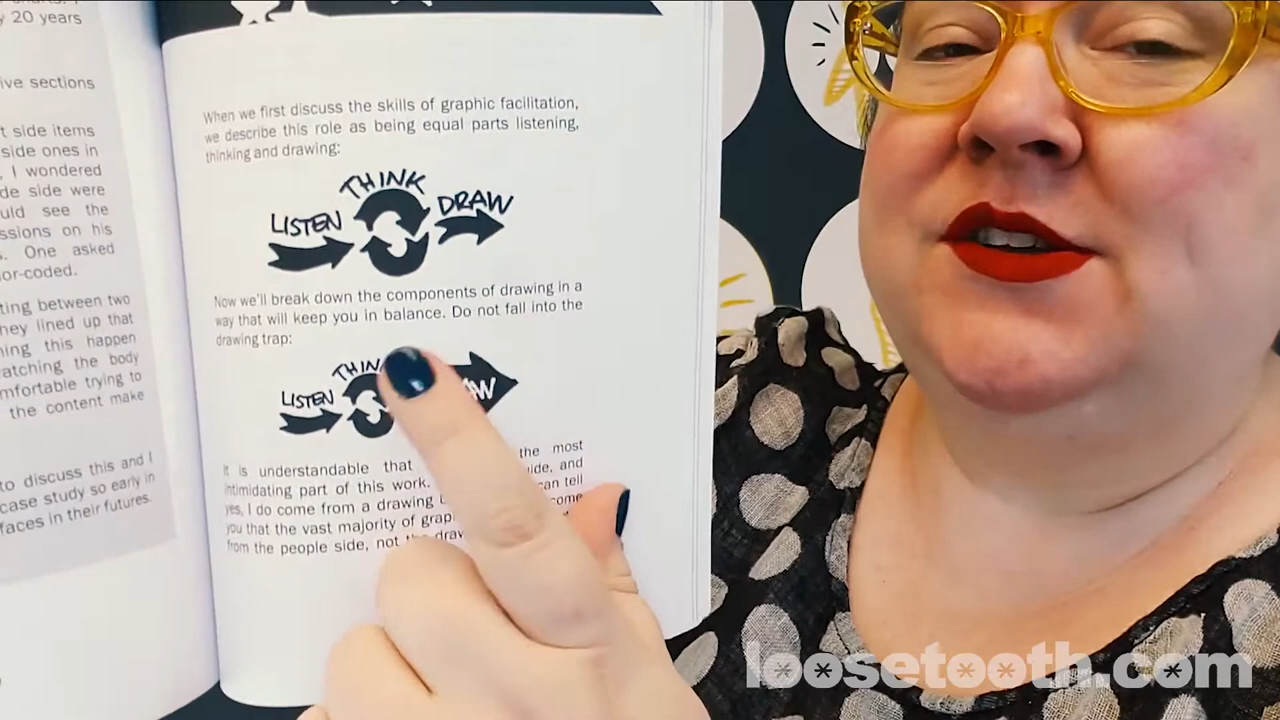 y 20 years
ive sections
t side items
side ones in
, I wondered
de side were
uld see the
ssions on his
. One asked
or-coded.
ting between two
hey lined up that
ning this happen
atching the body
mfortable trying to
the content make
to discuss this and I
case study so early in
faces in their futures.
When we first discuss the skills of graphic facilitation,
we describe this role as being equal parts listening,
thinking and drawing:
THINK
LISTEN
DRAW
Now we'll break down the components of drawing in a
way that will keep you in balance. Do not fall into the
drawing trap:
THIN
LISTEN
AW
It is understandable that the most
intimidating part of this work. ide, and
yes, I do come from a drawing can tell
you that the vast majority of grap come
from the people side, not the draw
loosetooth.com